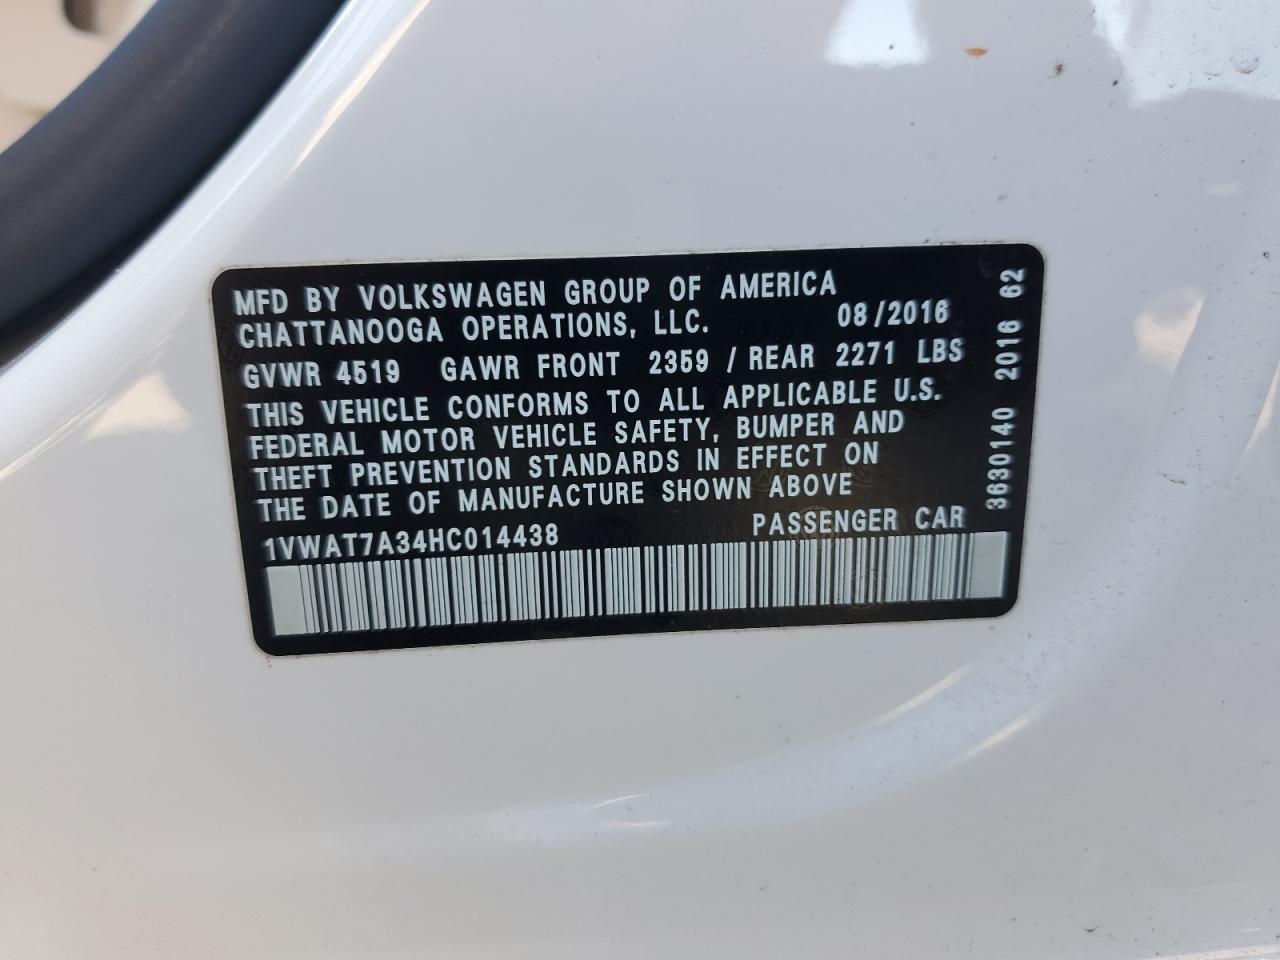 MFD BY VOLKSWAGEN GROUP OF AMERICA
CHATTANOOGA OPERATIONS, LLC. 08/2016
GVWR 4519 GAWR FRONT 2359 / REAR 2271 LBS
THIS VEHICLE CONFORMS TO ALL APPLICABLE U.S.
FEDERAL MOTOR VEHICLE SAFETY, BUMPER AND
THEFT PREVENTION STANDARDS IN EFFECT ON
THE DATE OF MANUFACTURE SHOWN ABOVE
1VWAT7A34HC014438 PASSENGER CAR
3630140 2016 62